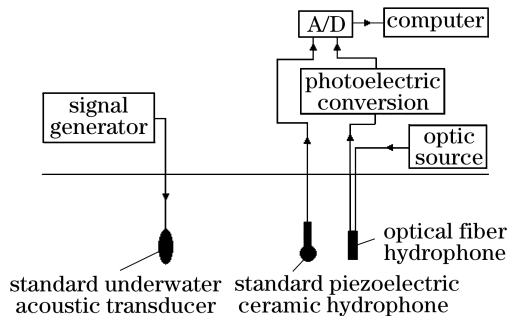 A/D
computer
photoelectric
conversion
signal
generator
optic
source
optical fiber
hydrophone
standard underwater
acoustic transducer
standard piezoelectric
ceramic hydrophone